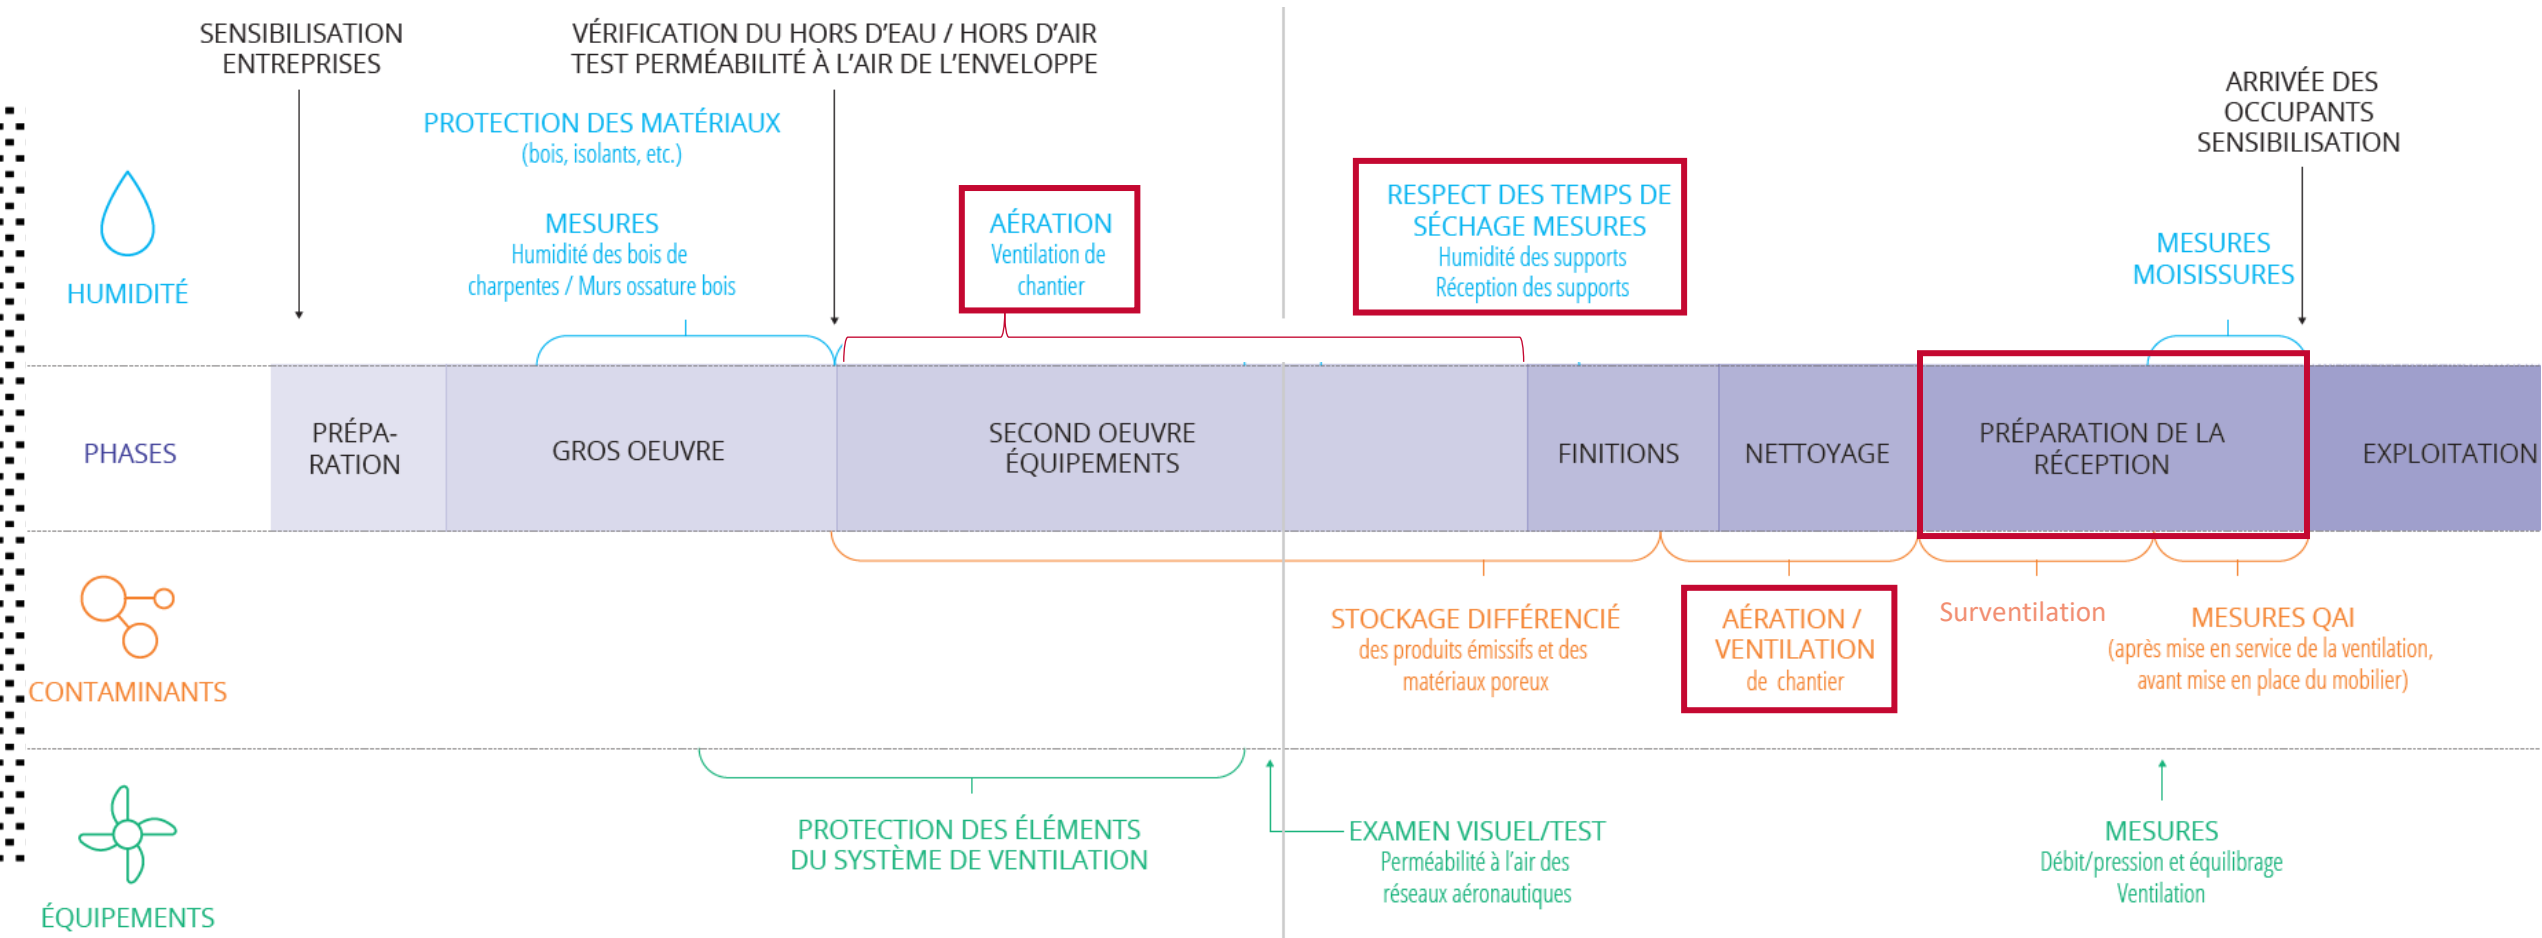 SENSIBILISATION
ENTREPRISES
VÉRIFICATION DU HORS D'EAU / HORS D'AIR
TEST PERMÉABILITÉ À L'AIR DE L'ENVELOPPE
ARRIVÉE DES
OCCUPANTS
SENSIBILISATION
HUMIDITÉ
PROTECTION DES MATÉRIAUX
(bois, isolants, etc.)
MESURES
Humidité des bois de
charpentes / Murs ossature bois
AÉRATION
Ventilation de
chantier
RESPECT DES TEMPS DE
SÉCHAGE MESURES
Humidité des supports
Réception des supports
MESURES
MOISISSURES
PHASES
PRÉPA-
RATION
GROS OEUVRE
SECOND OEUVRE
ÉQUIPEMENTS
FINITIONS
NETTOYAGE
PRÉPARATION DE LA
RÉCEPTION
EXPLOITATION
CONTAMINANTS
STOCKAGE DIFFÉRENCIÉ
des produits émissifs et des
matériaux poreux
AÉRATION /
VENTILATION
de chantier
Surventilation
MESURES QAI
(après mise en service de la ventilation,
avant mise en place du mobilier)
ÉQUIPEMENTS
PROTECTION DES ÉLÉMENTS
DU SYSTÈME DE VENTILATION
EXAMEN VISUEL/TEST
Perméabilité à l'air des
réseaux aéronautiques
MESURES
Débit/pression et équilibrage
Ventilation